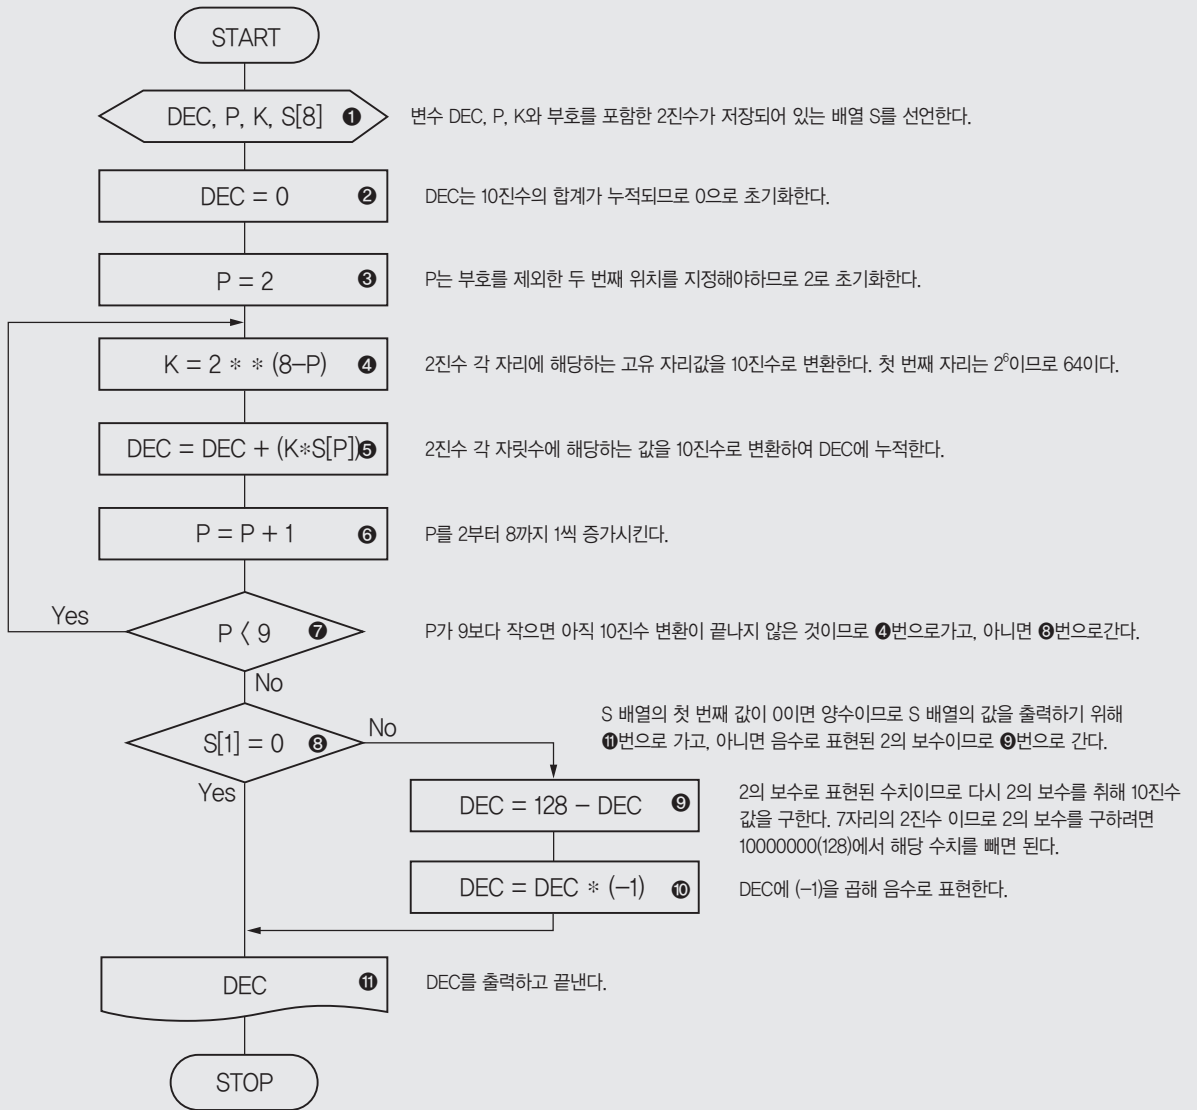 START
DEC, P, K, S[8] ❶
변수 DEC, P, K와 부호를 포함한 2진수가 저장되어 있는 배열 S를 선언한다.
DEC = 0 ❷
DEC는 10진수의 합계가 누적되므로 0으로 초기화한다.
P = 2 ❸
P는 부호를 제외한 두 번째 위치를 지정해야하므로 2로 초기화한다.
K = 2 * * (8–P) ❹
2진수 각 자리에 해당하는 고유 자리값을 10진수로 변환한다. 첫 번째 자리는 2⁶이므로 64이다.
DEC = DEC + (K*S[P]) ❺
2진수 각 자릿수에 해당하는 값을 10진수로 변환하여 DEC에 누적한다.
P = P + 1 ❻
P를 2부터 8까지 1씩 증가시킨다.
Yes
P < 9 ❼
P가 9보다 작으면 아직 10진수 변환이 끝나지 않은 것이므로 ❹번으로가고, 아니면 ❽번으로간다.
No
S[1] = 0 ❽
No
S 배열의 첫 번째 값이 0이면 양수이므로 S 배열의 값을 출력하기 위해
⓫번으로 가고, 아니면 음수로 표현된 2의 보수이므로 ❾번으로 간다.
Yes
DEC = 128 – DEC ❾
2의 보수로 표현된 수치이므로 다시 2의 보수를 취해 10진수
값을 구한다. 7자리의 2진수 이므로 2의 보수를 구하려면
10000000(128)에서 해당 수치를 빼면 된다.
DEC = DEC * (–1) ❿
DEC에 (–1)을 곱해 음수로 표현한다.
DEC ⓫
DEC를 출력하고 끝낸다.
STOP